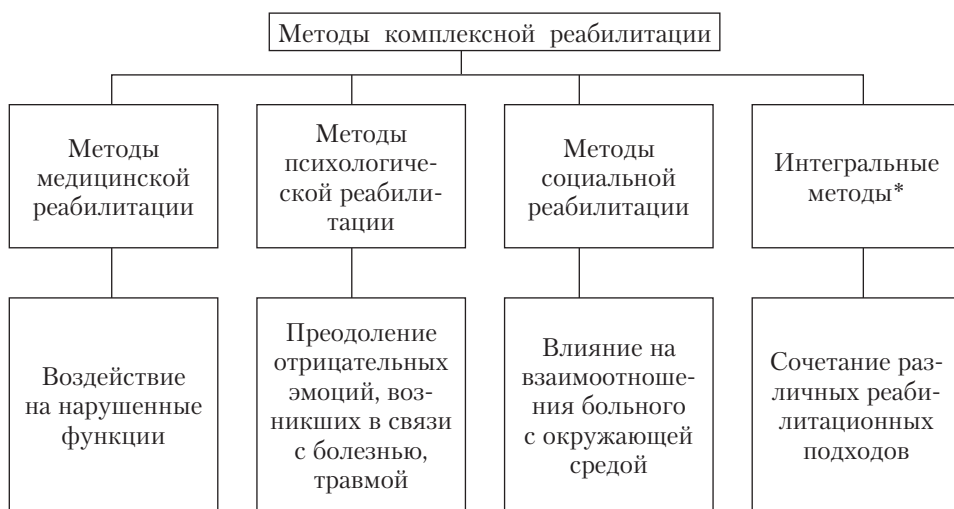 Методы комплексной реабилитации
Методы
медицинской
реабилитации
Методы
психологиче-
ской реабили-
тации
Методы
социальной
реабилитации
Интегральные
методы*
Воздействие
на нарушенные
функции
Преодоление
отрицательных
эмоций, воз-
никших в связи
с болезнью,
травмой
Влияние на
взаимоотноше-
ния больного
с окружающей
средой
Сочетание раз-
личных реаби-
литационных
подходов